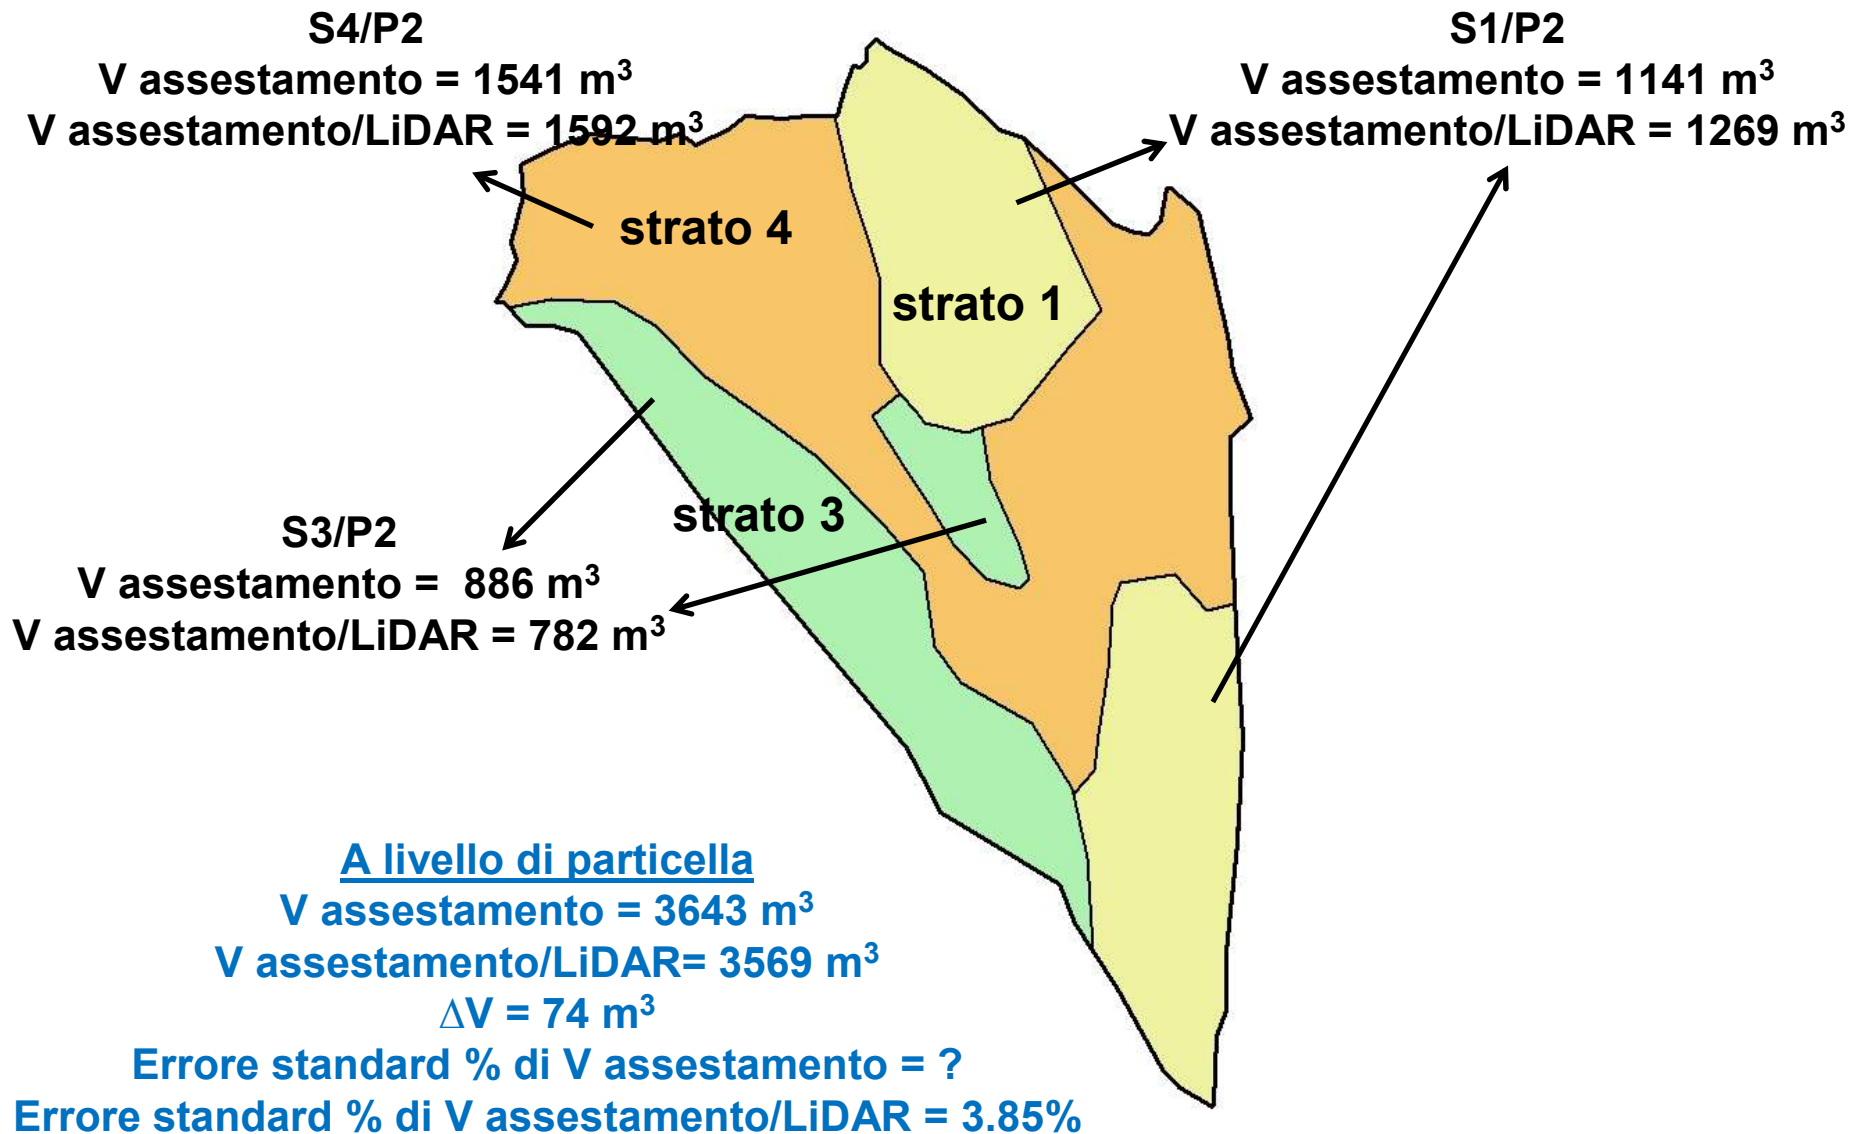 S4/P2
V assestamento = 1541 m³
V assestamento/LiDAR = 1592 m³
S1/P2
V assestamento = 1141 m³
V assestamento/LiDAR = 1269 m³
strato 4
strato 1
strato 3
S3/P2
V assestamento =  886 m³
V assestamento/LiDAR = 782 m³
A livello di particella
V assestamento = 3643 m³
V assestamento/LiDAR= 3569 m³
∆V = 74 m³
Errore standard % di V assestamento = ?
Errore standard % di V assestamento/LiDAR = 3.85%